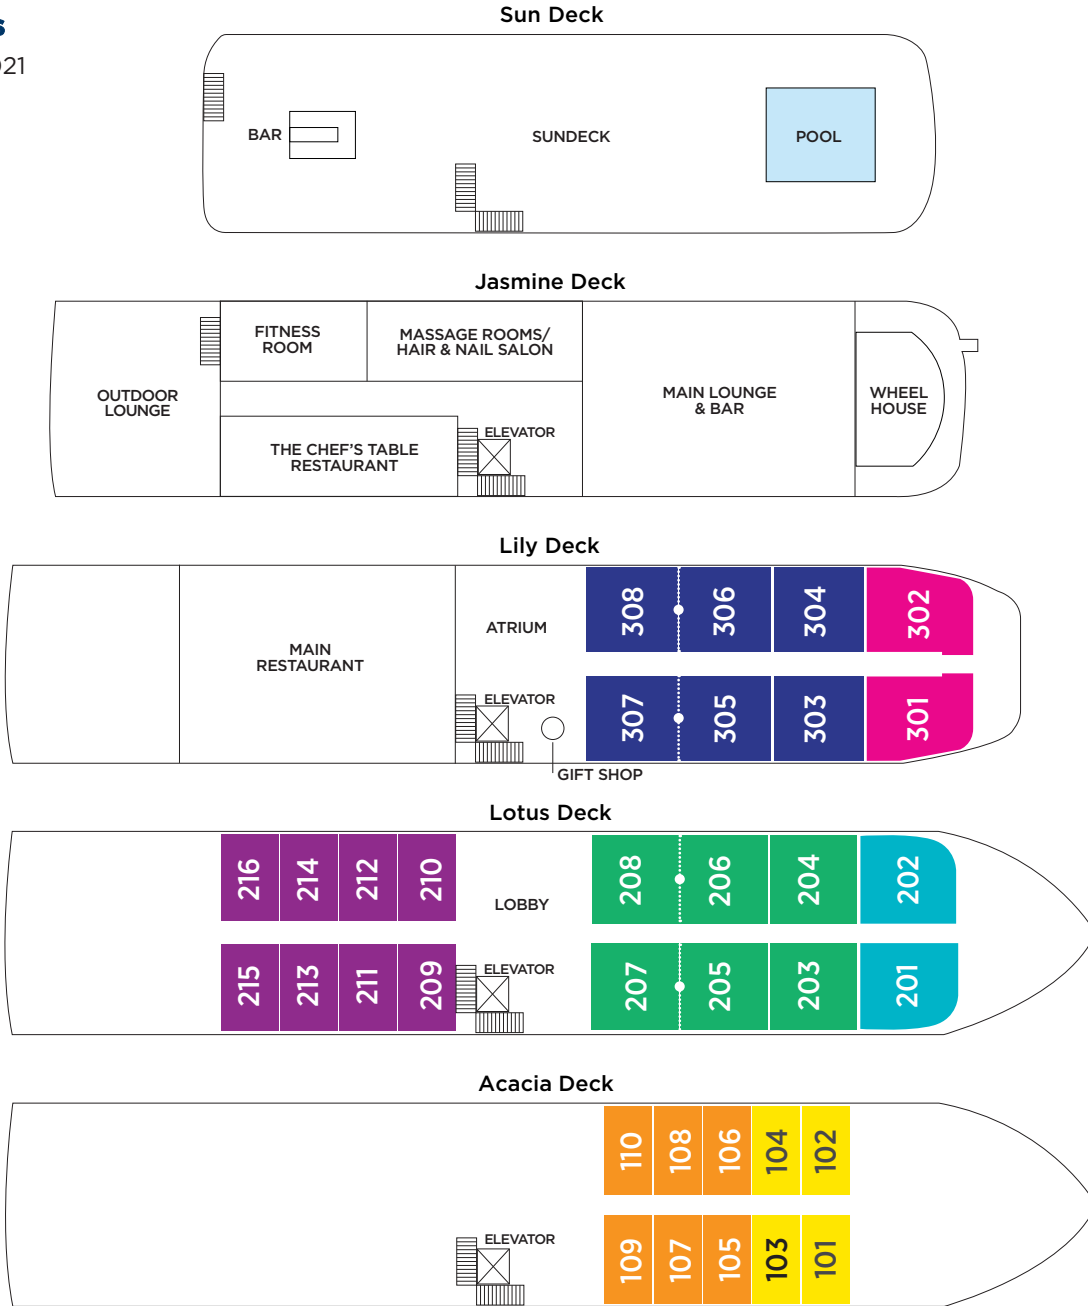 s
021
Sun Deck
BAR
SUNDECK
POOL
Jasmine Deck
FITNESS
ROOM
MASSAGE ROOMS/
HAIR & NAIL SALON
OUTDOOR
LOUNGE
MAIN LOUNGE
& BAR
WHEEL
HOUSE
ELEVATOR
THE CHEF'S TABLE
RESTAURANT
Lily Deck
308 306 304 302
ATRIUM
MAIN
RESTAURANT
ELEVATOR
307 305 303 301
GIFT SHOP
Lotus Deck
216 214 212 210
LOBBY
208 206 204 202
215 213 211 209
ELEVATOR
207 205 203 201
Acacia Deck
110 108 106 104 102
ELEVATOR
109 107 105 103 101